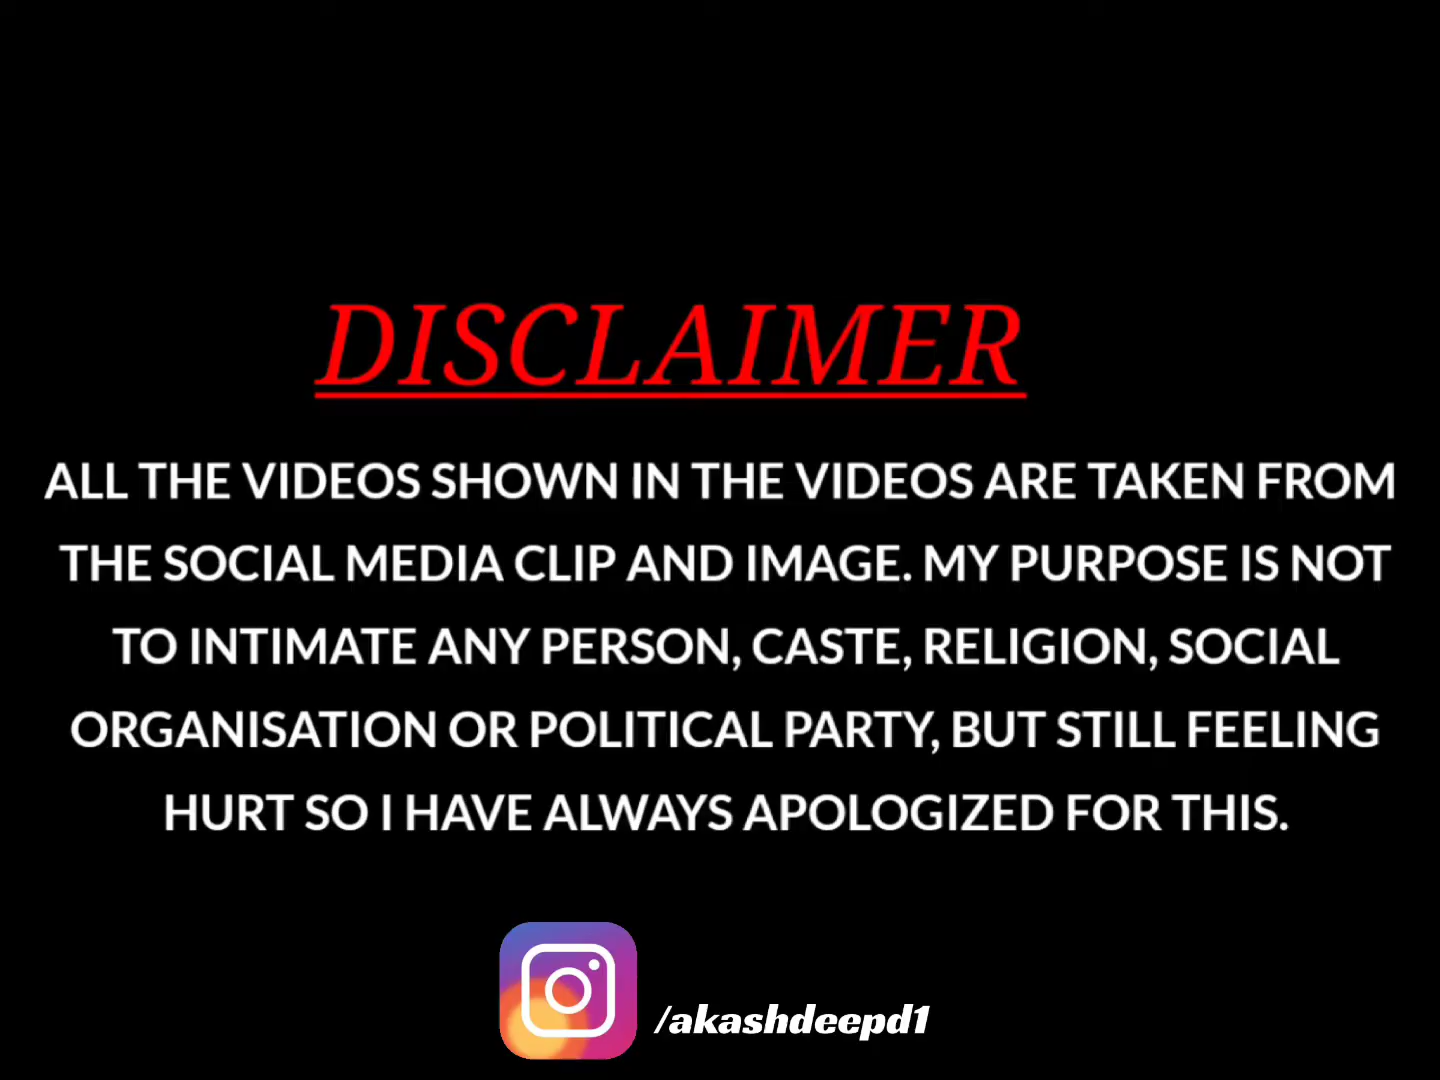 DISCLAIMER
ALL THE VIDEOS SHOWN IN THE VIDEOS ARE TAKEN FROM
THE SOCIAL MEDIA CLIP AND IMAGE. MY PURPOSE IS NOT
TO INTIMATE ANY PERSON, CASTE, RELIGION, SOCIAL
ORGANISATION OR POLITICAL PARTY, BUT STILL FEELING
HURT SO I HAVE ALWAYS APOLOGIZED FOR THIS.
/akashdeepd1